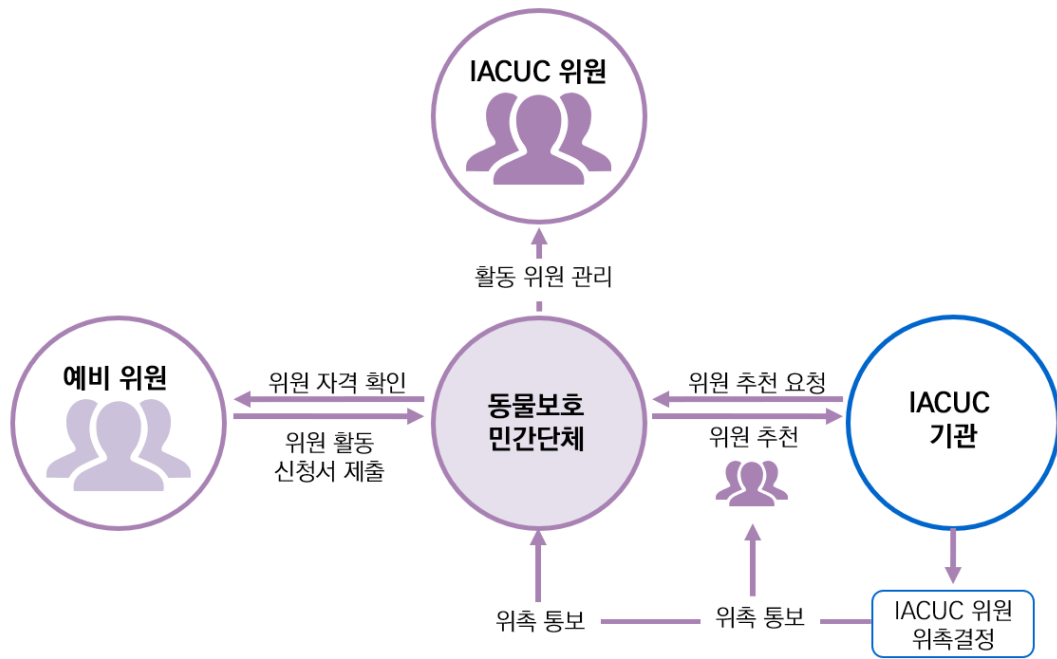 IACUC 위원
활동 위원 관리
예비 위원
위원 자격 확인
위원 활동
신청서 제출
동물보호
민간단체
위원 추천 요청
위원 추천
IACUC
기관
위촉 통보
위촉 통보
IACUC 위원
위촉결정